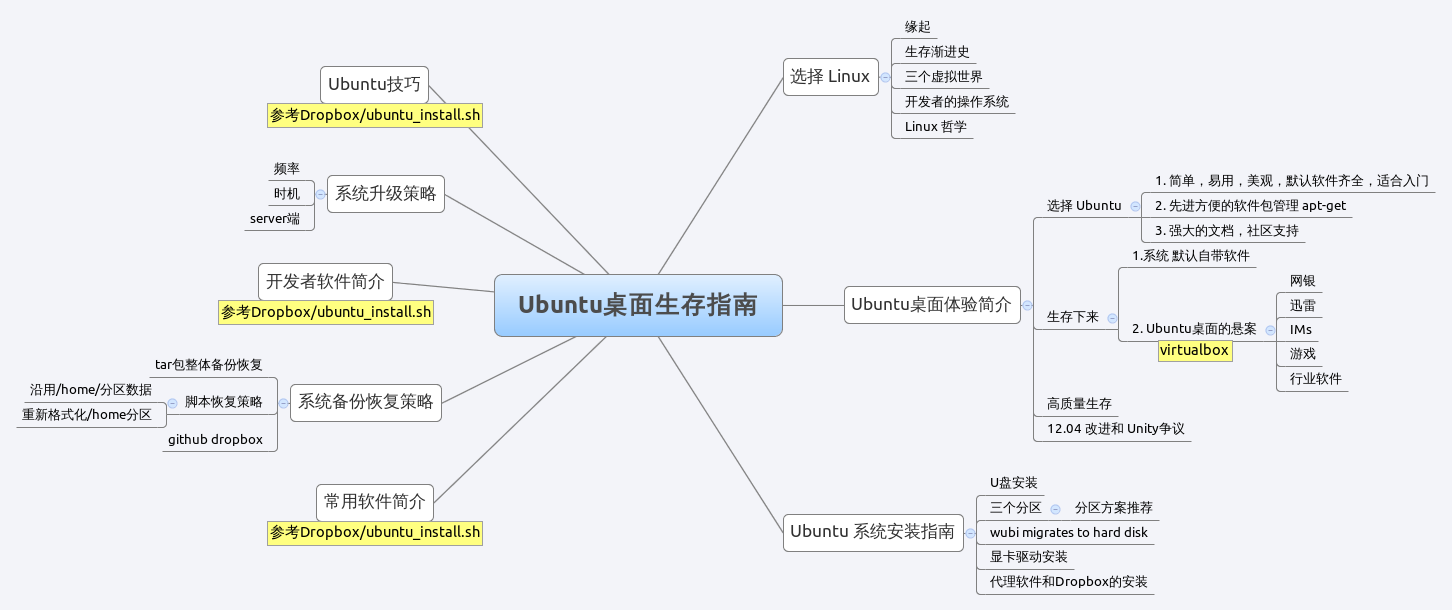 Ubuntu桌面生存指南
选择 Linux
缘起
生存渐进史
三个虚拟世界
开发者的操作系统
Linux 哲学
Ubuntu桌面体验简介
选择 Ubuntu
1. 简单，易用，美观，默认软件齐全，适合入门
2. 先进方便的软件包管理 apt-get
3. 强大的文档，社区支持
生存下来
1.系统 默认自带软件
2. Ubuntu桌面的悬案
virtualbox
网银
迅雷
IMs
游戏
行业软件
高质量生存
12.04 改进和 Unity争议
Ubuntu 系统安装指南
U盘安装
三个分区
分区方案推荐
wubi migrates to hard disk
显卡驱动安装
代理软件和Dropbox的安装
Ubuntu技巧
参考Dropbox/ubuntu_install.sh
系统升级策略
频率
时机
server端
开发者软件简介
参考Dropbox/ubuntu_install.sh
系统备份恢复策略
tar包整体备份恢复
脚本恢复策略
沿用/home/分区数据
重新格式化/home分区
github dropbox
常用软件简介
参考Dropbox/ubuntu_install.sh